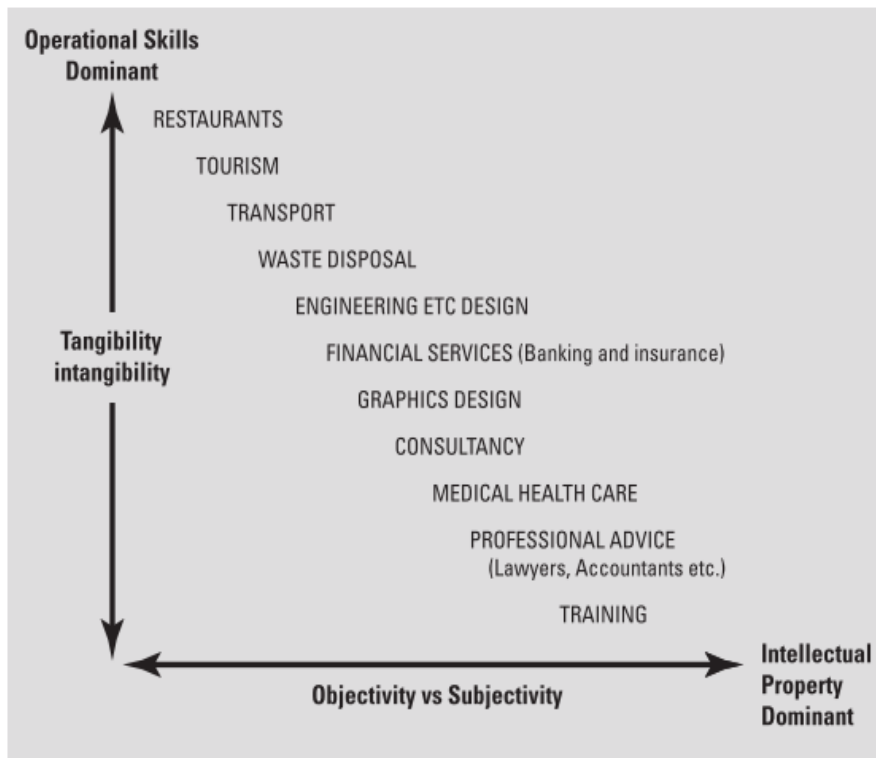 Operational Skills
Dominant
RESTAURANTS
TOURISM
TRANSPORT
WASTE DISPOSAL
ENGINEERING ETC DESIGN
Tangibility
intangibility
FINANCIAL SERVICES (Banking and insurance)
GRAPHICS DESIGN
CONSULTANCY
MEDICAL HEALTH CARE
PROFESSIONAL ADVICE
(Lawyers, Accountants etc.)
TRAINING
Objectivity vs Subjectivity
Intellectual
Property
Dominant